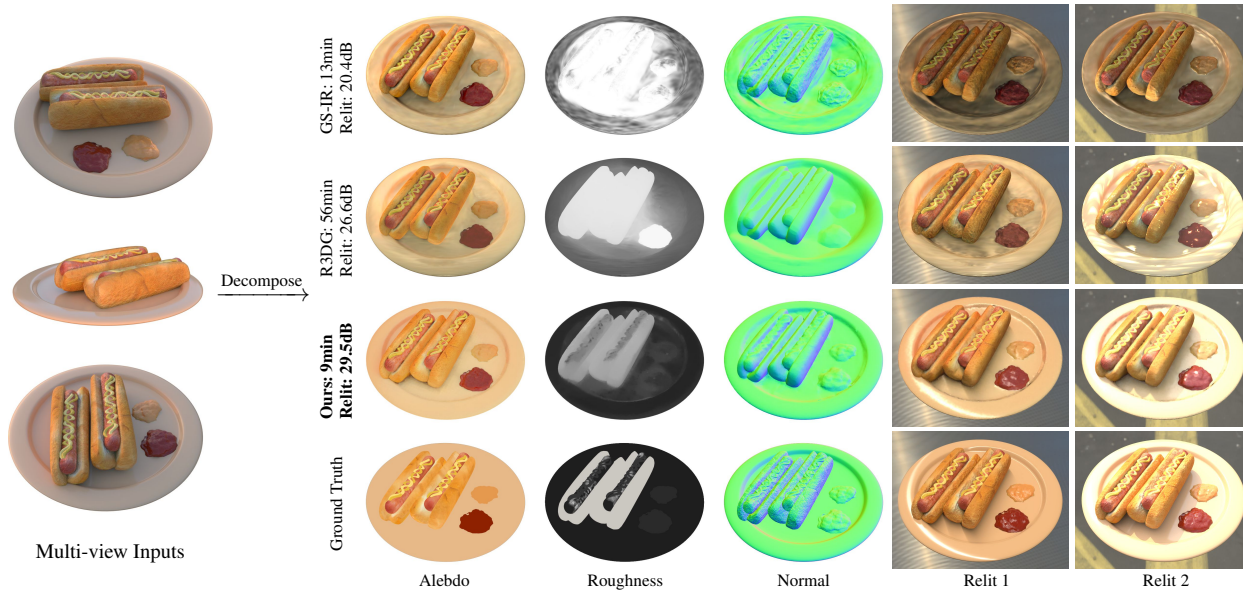 GS-IR: 13min
Relit: 20.4dB
R3DG: 56min
Relit: 26.6dB
Decompose
Ours: 9min
Relit: 29.5dB
Ground Truth
Multi-view Inputs
Alebdo
Roughness
Normal
Relit 1
Relit 2